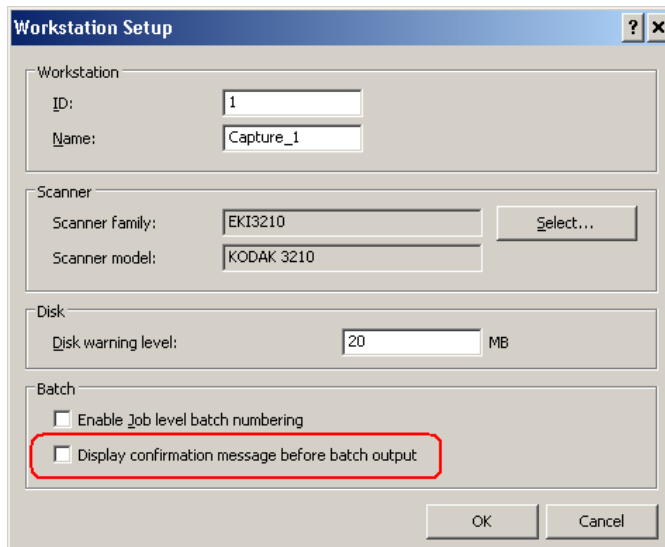 Workstation Setup
Workstation
ID: 1
Name: Capture_1
Scanner
Scanner family: EKI3210 Select...
Scanner model: KODAK 3210
Disk
Disk warning level: 20 MB
Batch
Enable Job level batch numbering
Display confirmation message before batch output
OK Cancel